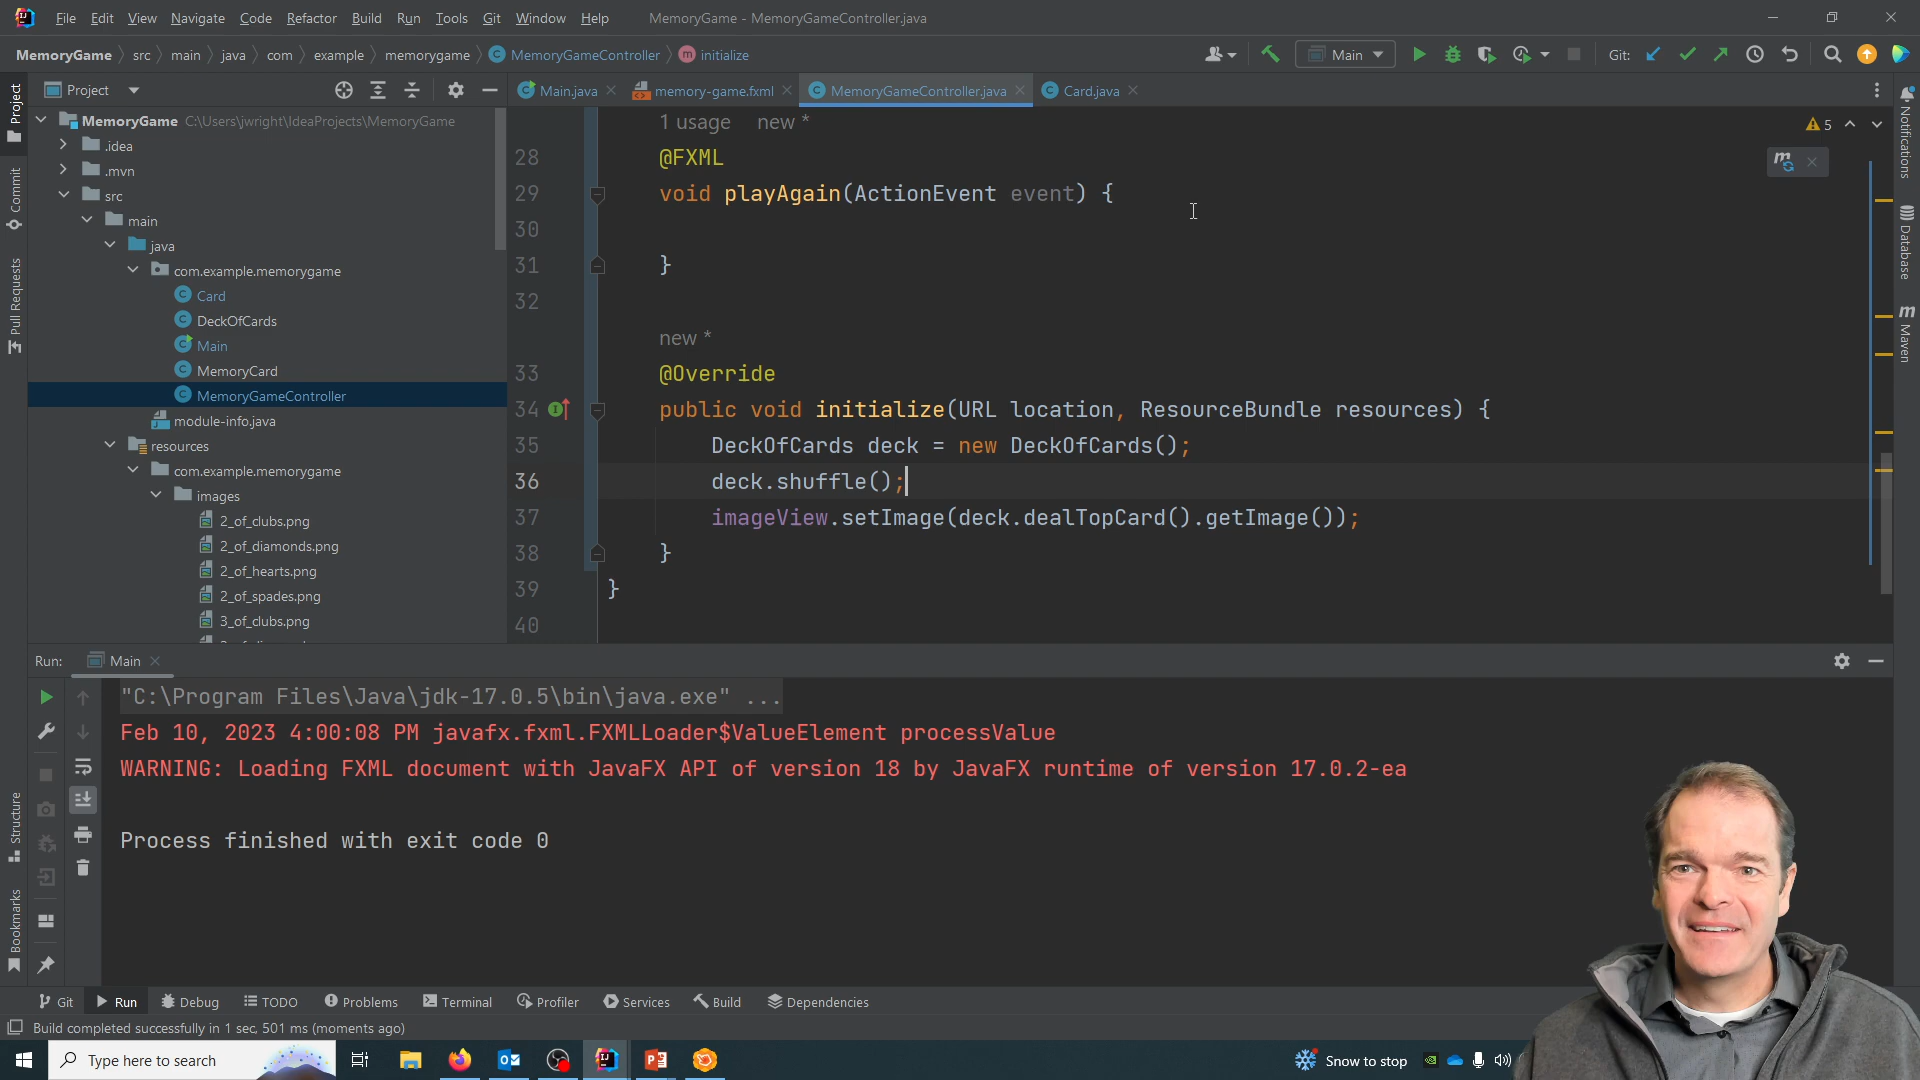 File Edit View Navigate Code Refactor Build Run Tools Git Window Help MemoryGame - MemoryGameController.java
MemoryGame src main java com example memorygame MemoryGameController initialize Main Git:
Project
Main.java memory-game.fxml MemoryGameController.java Card.java
Project
Commit
Pull Requests
Structure
Bookmarks
MemoryGame C:\Users\jwright\IdeaProjects\MemoryGame
.idea
.mvn
src
main
java
com.example.memorygame
Card
DeckOfCards
Main
MemoryCard
MemoryGameController
module-info.java
resources
com.example.memorygame
images
2_of_clubs.png
2_of_diamonds.png
2_of_hearts.png
2_of_spades.png
3_of_clubs.png
1 usage new *
5
28 @FXML
29 void playAgain(ActionEvent event) {
30
31 }
32
new *
33 @Override
34 public void initialize(URL location, ResourceBundle resources) {
35 DeckOfCards deck = new DeckOfCards();
36 deck.shuffle();
37 imageView.setImage(deck.dealTopCard().getImage());
38 }
39 }
40
Notifications
Database
Maven
Run: Main
"C:\Program Files\Java\jdk-17.0.5\bin\java.exe" ...
Feb 10, 2023 4:00:08 PM javafx.fxml.FXMLLoader$ValueElement processValue
WARNING: Loading FXML document with JavaFX API of version 18 by JavaFX runtime of version 17.0.2-ea
Process finished with exit code 0
Git Run Debug TODO Problems Terminal Profiler Services Build Dependencies
Build completed successfully in 1 sec, 501 ms (moments ago)
Type here to search
Snow to stop